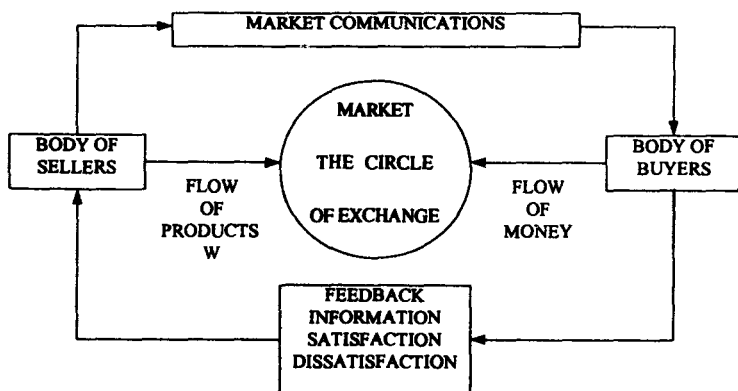 MARKET COMMUNICATIONS
MARKET
THE CIRCLE
OF EXCHANGE
BODY OF
SELLERS
BODY OF
BUYERS
FLOW
OF
PRODUCTS
W
FLOW
OF
MONEY
FEEDBACK
INFORMATION
SATISFACTION
DISSATISFACTION